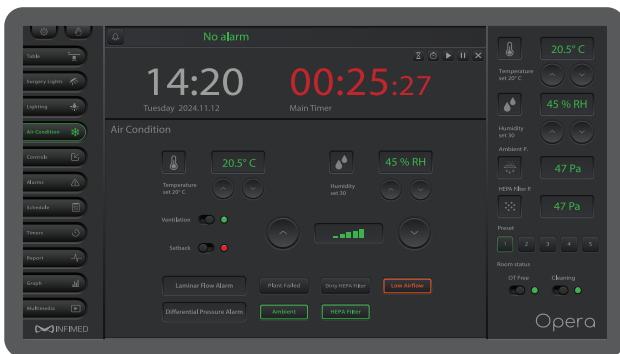 No alarm
Table
Surgery Lights
Lighting
Air Condition
Controls
Alarms
Schedule
Timers
Report
Graph
Multimedia
INFIMED
14:20
Tuesday 2024.11.12
00:25:27
Main Timer
Air Condition
20.5° C
Temperature
set 20° C
45 % RH
Humidity
set 30
Ventilation
Setback
Laminar Flow Alarm
Plant Failed
Dirty HEPA Filter
Low Airflow
Differential Pressure Alarm
Ambient
HEPA Filter
20.5° C
Temperature
set 20° C
45 % RH
Humidity
set 30
Ambient P.
47 Pa
HEPA Filter P.
47 Pa
Preset
1 2 3 4 5
Room status
OT Free Cleaning
Opera